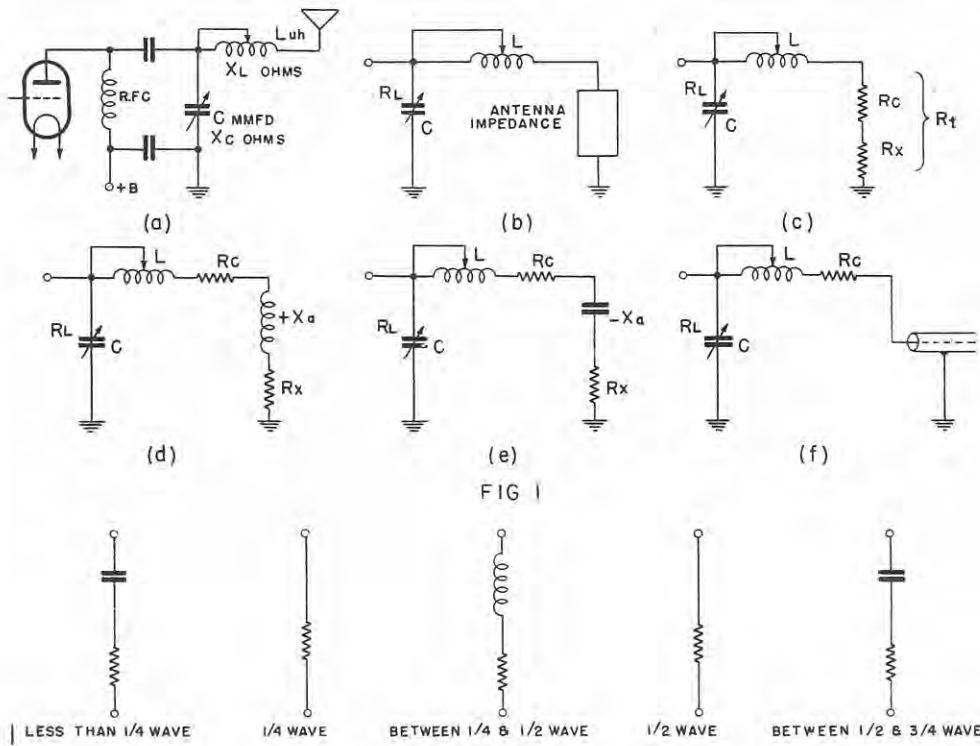 L uh
XL OHMS
R.F.C
C MMFD
XC OHMS
+B
(a)
L
RL
C
ANTENNA
IMPEDANCE
(b)
L
RL
C
Rc
Rx
Rt
(c)
L
Rc
+Xa
RL
C
Rx
(d)
L
Rc
-Xa
RL
C
Rx
(e)
L
Rc
RL
C
(f)
FIG 1
LESS THAN 1/4 WAVE
1/4 WAVE
BETWEEN 1/4 & 1/2 WAVE
1/2 WAVE
BETWEEN 1/2 & 3/4 WAVE